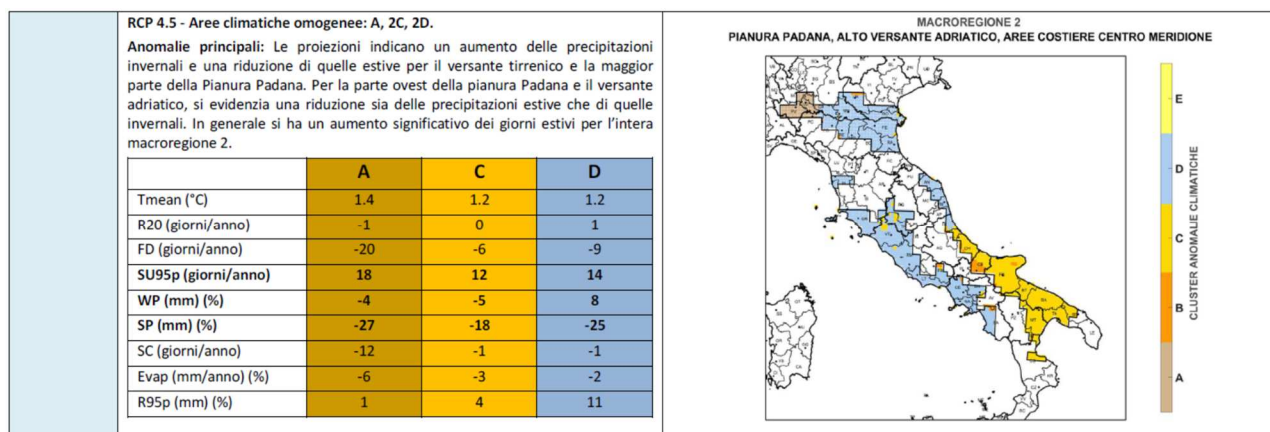 RCP 4.5 - Aree climatiche omogenee: A, 2C, 2D.
Anomalie principali: Le proiezioni indicano un aumento delle precipitazioni
invernali e una riduzione di quelle estive per il versante tirrenico e la maggior
parte della Pianura Padana. Per la parte ovest della pianura Padana e il versante
adriatico, si evidenzia una riduzione sia delle precipitazioni estive che di quelle
invernali. In generale si ha un aumento significativo dei giorni estivi per l'intera
macroregione 2.
A C D
Tmean (°C) 1.4 1.2 1.2
R20 (giorni/anno) -1 0 1
FD (giorni/anno) -20 -6 -9
SU95p (giorni/anno) 18 12 14
WP (mm) (%) -4 -5 8
SP (mm) (%) -27 -18 -25
SC (giorni/anno) -12 -1 -1
Evap (mm/anno) (%) -6 -3 -2
R95p (mm) (%) 1 4 11
MACROREGIONE 2
PIANURA PADANA, ALTO VERSANTE ADRIATICO, AREE COSTIERE CENTRO MERIDIONE
E
D
C
B
A
CLUSTER ANOMALIE CLIMATICHE